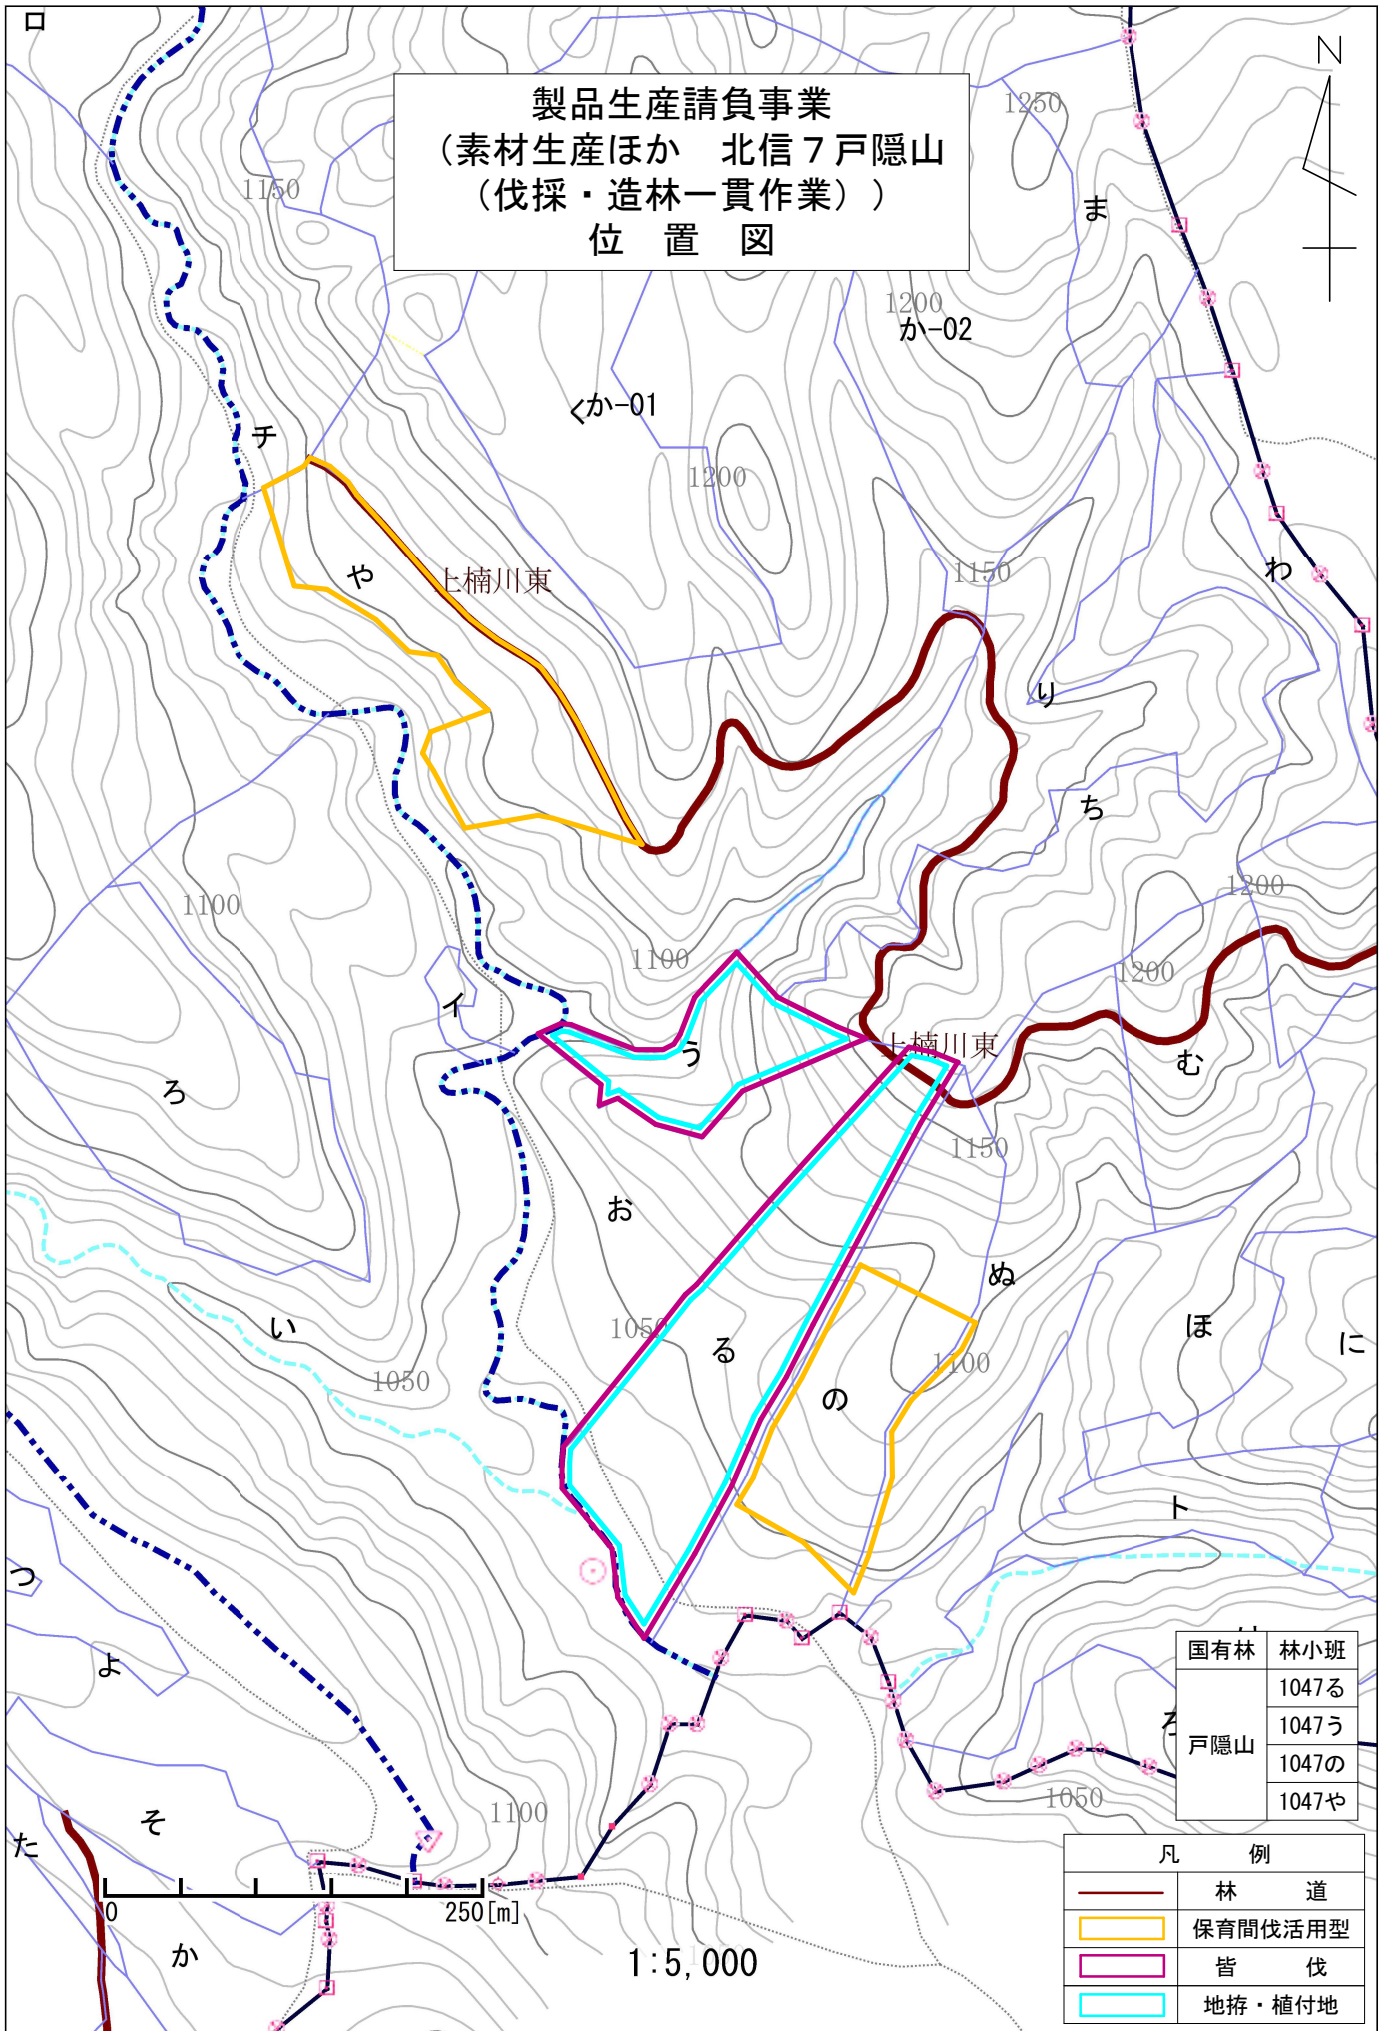 ロ
N
製品生産請負事業
（素材生産ほか　北信７戸隠山
（伐採・造林一貫作業））
位　置　図
1250
1150
ま
1200
か-02
くか-01
チ
1200
や
上楠川東
1150
わ
り
ち
1100
1200
1100
1200
イ
う
上楠川東
む
ろ
1150
お
ぬ
い
1050
る
ほ
に
1050
1100
の
ト
つ
よ
国有林　林小班
戸隠山
1047る
1047う
1047の
1047や
そ
1100
1050
た
凡　例
林　道
保育間伐活用型
皆　伐
地拵・植付地
0　250[m]
か
1:5,000